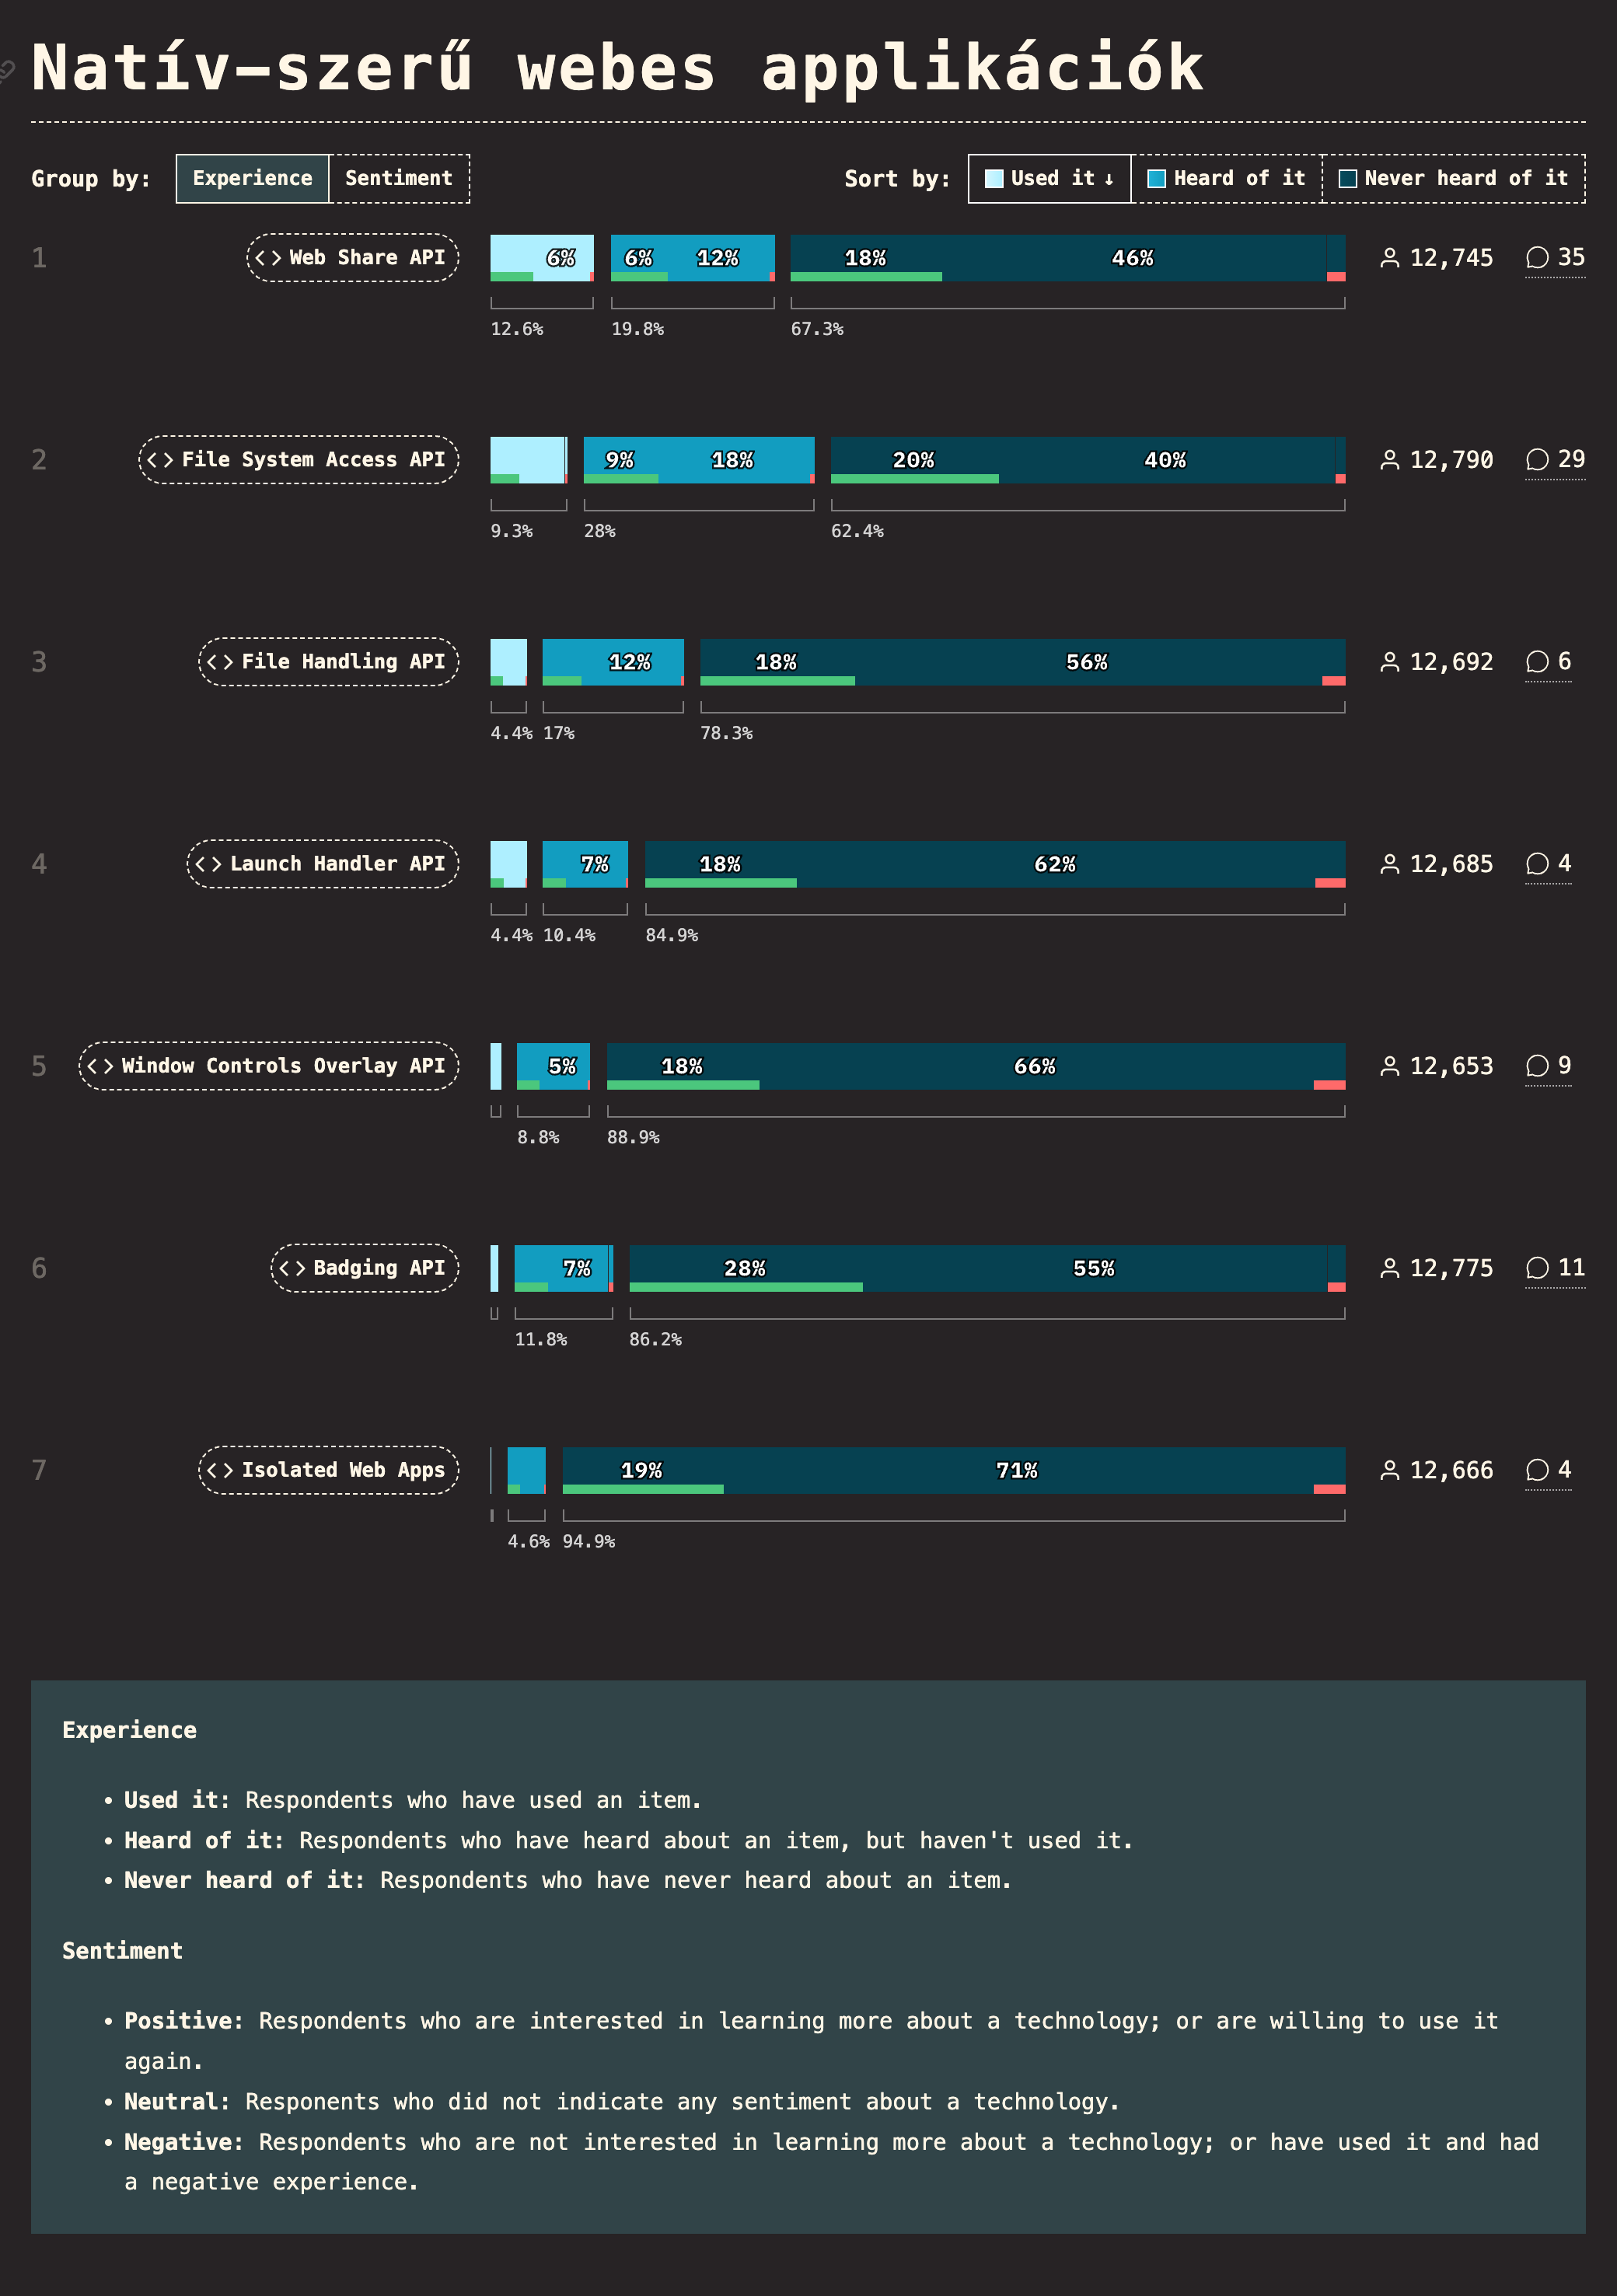 Natív-szerű webes applikációk
Group by: Experience Sentiment Sort by: Used it ↓ Heard of it Never heard of it
1 <> Web Share API 6% 6% 12% 18% 46% 12,745 35
12.6% 19.8% 67.3%
2 <> File System Access API 9% 18% 20% 40% 12,790 29
9.3% 28% 62.4%
3 <> File Handling API 12% 18% 56% 12,692 6
4.4% 17% 78.3%
4 <> Launch Handler API 7% 18% 62% 12,685 4
4.4% 10.4% 84.9%
5 <> Window Controls Overlay API 5% 18% 66% 12,653 9
8.8% 88.9%
6 <> Badging API 7% 28% 55% 12,775 11
11.8% 86.2%
7 <> Isolated Web Apps 19% 71% 12,666 4
4.6% 94.9%
Experience
• Used it: Respondents who have used an item.
• Heard of it: Respondents who have heard about an item, but haven't used it.
• Never heard of it: Respondents who have never heard about an item.
Sentiment
• Positive: Respondents who are interested in learning more about a technology; or are willing to use it
again.
• Neutral: Responents who did not indicate any sentiment about a technology.
• Negative: Respondents who are not interested in learning more about a technology; or have used it and had
a negative experience.